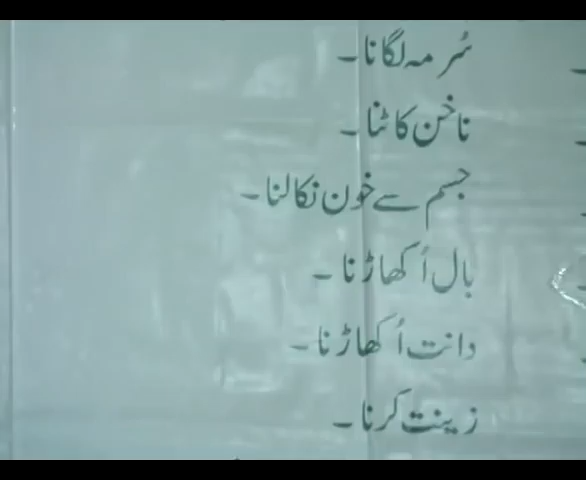 سُرمہ لگانا۔
ناخن کاٹنا۔
جسم سے خون نکالنا۔
بال اُکھاڑنا۔
دانت اُکھاڑنا۔
زینت کرنا۔